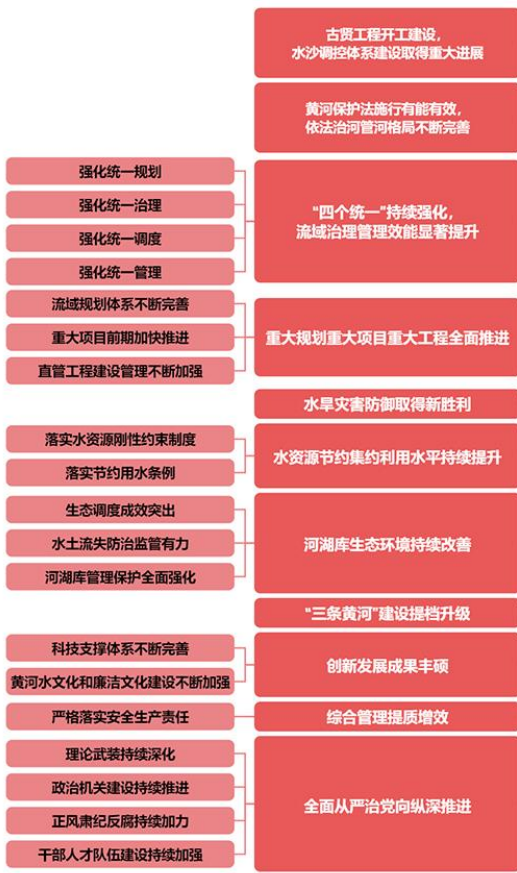 古贤工程开工建设，
水沙调控体系建设取得重大进展
黄河保护法施行有能有效，
依法治河管河格局不断完善
强化统一规划
强化统一治理
强化统一调度
强化统一管理
“四个统一”持续强化，
流域治理管理效能显著提升
流域规划体系不断完善
重大项目前期加快推进
直管工程建设管理不断加强
重大规划重大项目重大工程全面推进
水旱灾害防御取得新胜利
落实水资源刚性约束制度
落实节约用水条例
水资源节约集约利用水平持续提升
生态调度成效突出
水土流失防治监管有力
河湖库管理保护全面强化
河湖库生态环境持续改善
“三条黄河”建设提档升级
科技支撑体系不断完善
黄河水文化和廉洁文化建设不断加强
创新发展成果丰硕
严格落实安全生产责任
综合管理提质增效
理论武装持续深化
政治机关建设持续推进
正风肃纪反腐持续加力
干部人才队伍建设持续加强
全面从严治党向纵深推进